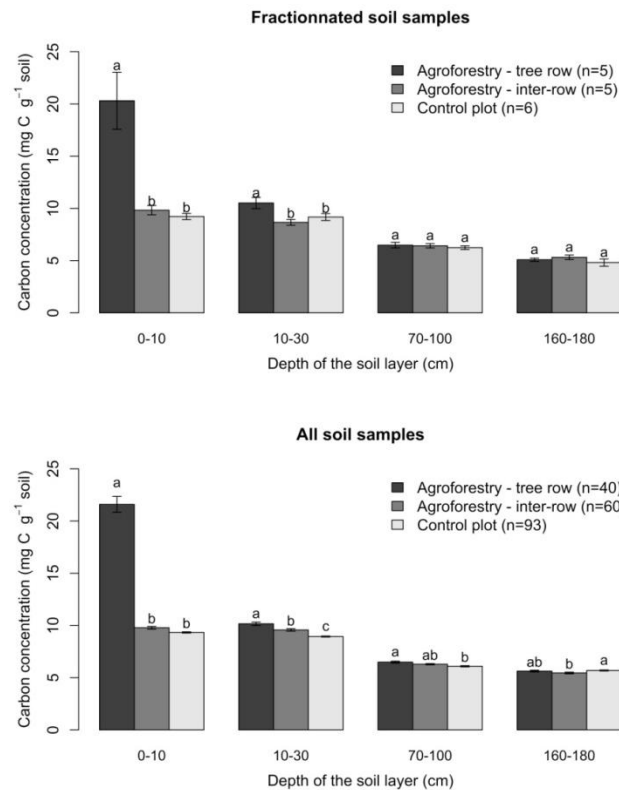 Fractionnated soil samples
Carbon concentration (mg C g⁻¹ soil)
25
20
15
10
5
0
Agroforestry - tree row (n=5)
Agroforestry - inter-row (n=5)
Control plot (n=6)
a b b
a b b
a a a
a a a
0-10 10-30 70-100 160-180
Depth of the soil layer (cm)
All soil samples
Carbon concentration (mg C g⁻¹ soil)
25
20
15
10
5
0
Agroforestry - tree row (n=40)
Agroforestry - inter-row (n=60
Control plot (n=93)
a b b
a b c
a ab b
ab b a
0-10 10-30 70-100 160-180
Depth of the soil layer (cm)